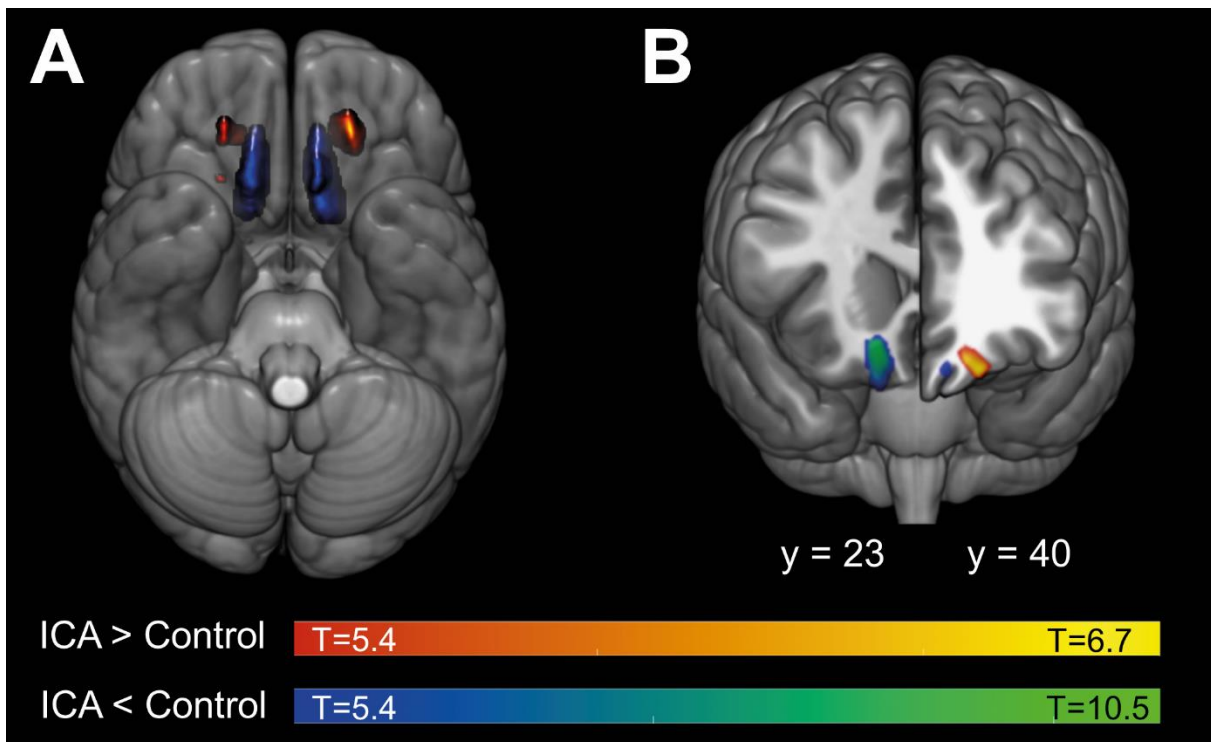 A
B
y = 23
y = 40
ICA > Control
T=5.4
T=6.7
ICA < Control
T=5.4
T=10.5